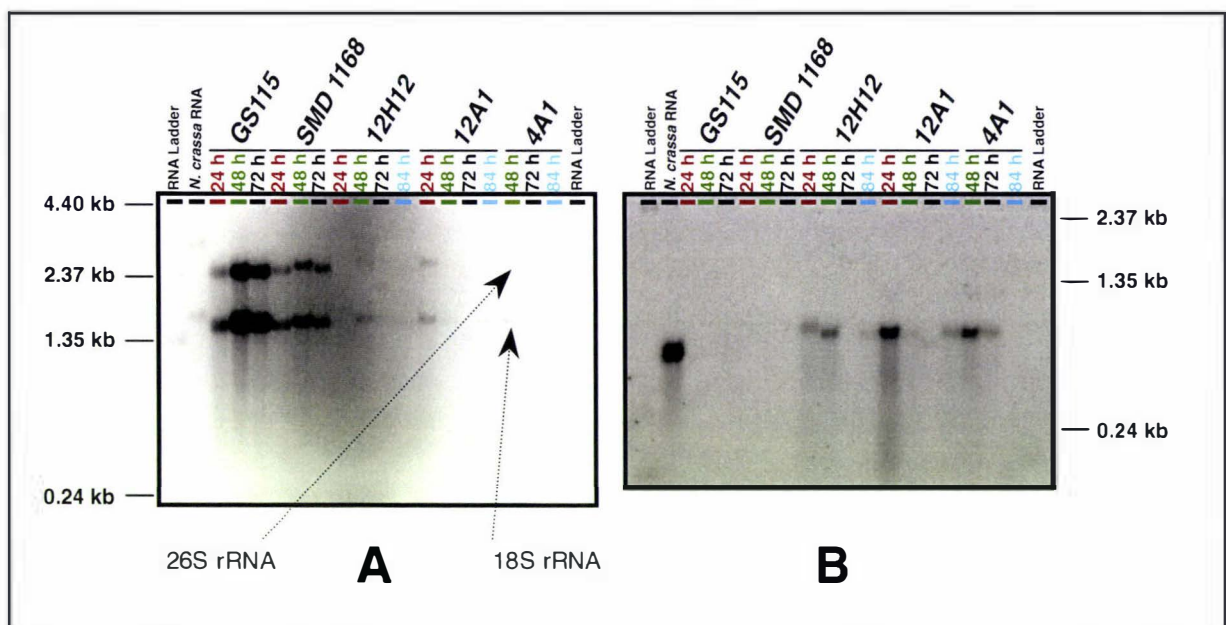 RNA Ladder
N. crassa RNA
GS115
SMD 1168
12H12
12A1
4A1
RNA Ladder
24 h
48 h
72 h
24 h
48 h
72 h
24 h
48 h
72 h
84 h
24 h
48 h
72 h
84 h
48 h
72 h
84 h
4.40 kb
2.37 kb
1.35 kb
0.24 kb
26S rRNA
18S rRNA
A
RNA Ladder
N. crassa RNA
GS115
SMD 1168
12H12
12A1
4A1
RNA Ladder
24 h
48 h
72 h
24 h
48 h
72 h
24 h
48 h
72 h
84 h
24 h
48 h
72 h
84 h
48 h
72 h
84 h
2.37 kb
1.35 kb
0.24 kb
B